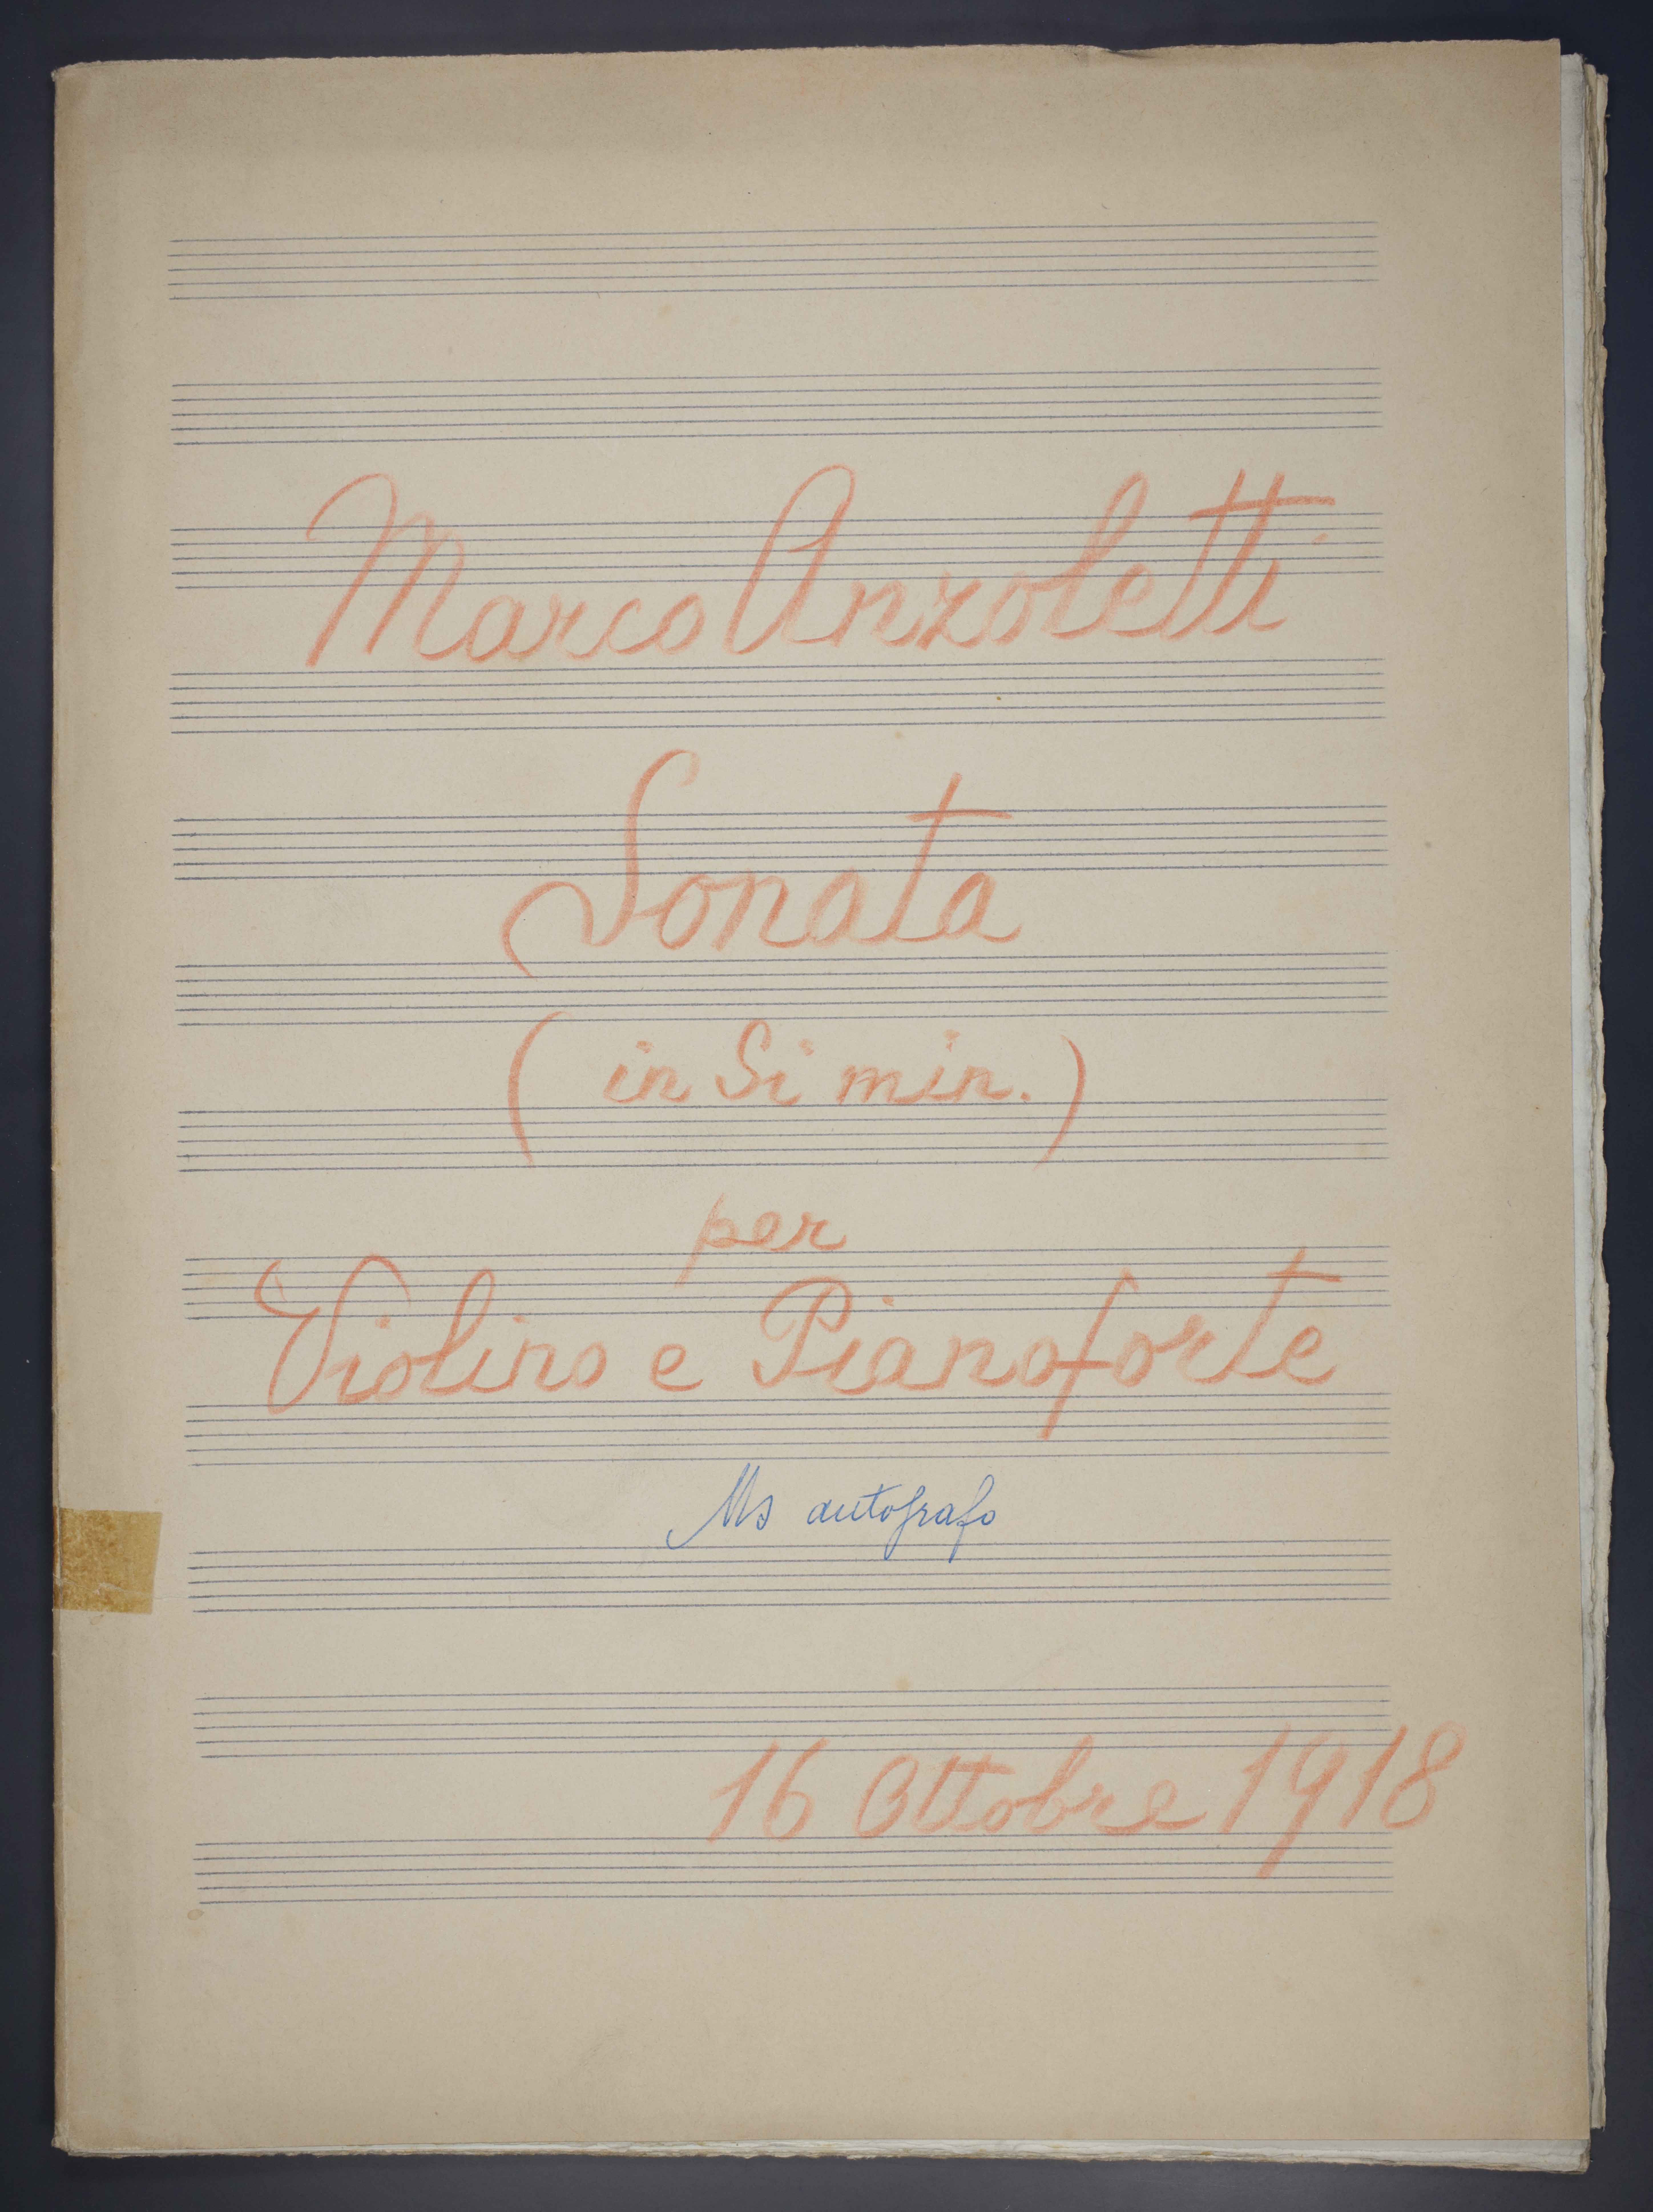 Marco Anzoletti
Sonata
(in Si min.)
per
Violino e Pianoforte
Ms autografo
16 Ottobre 1918